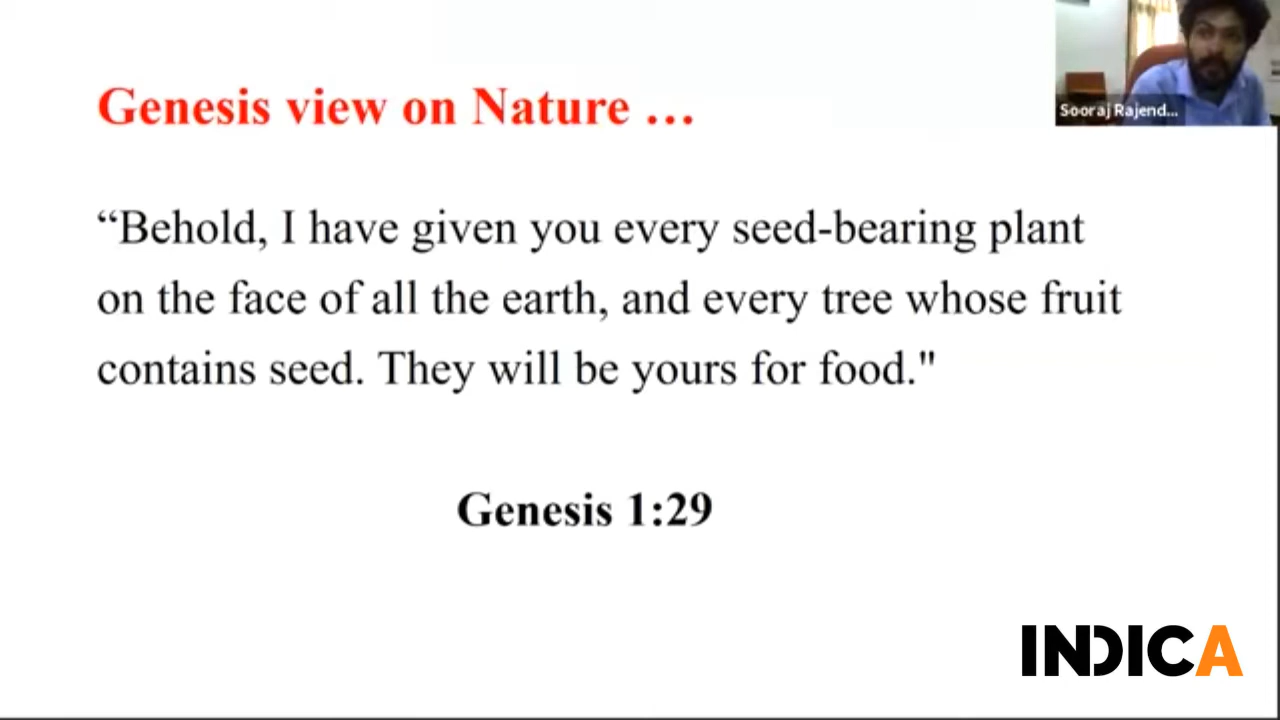 Genesis view on Nature …
Sooraj Rajend...
“Behold, I have given you every seed-bearing plant
on the face of all the earth, and every tree whose fruit
contains seed. They will be yours for food."
Genesis 1:29
INDICA